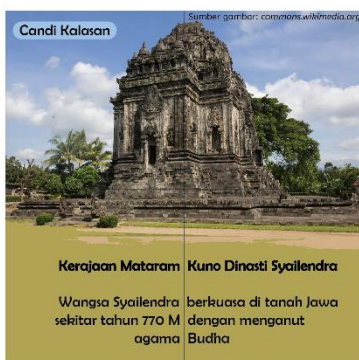 Sumber gambar: commons.wikimedia.org
Candi Kalasan
Kerajaan Mataram Kuno Dinasti Syailendra
Wangsa Syailendra berkuasa di tanah Jawa
sekitar tahun 770 M dengan menganut
agama Budha